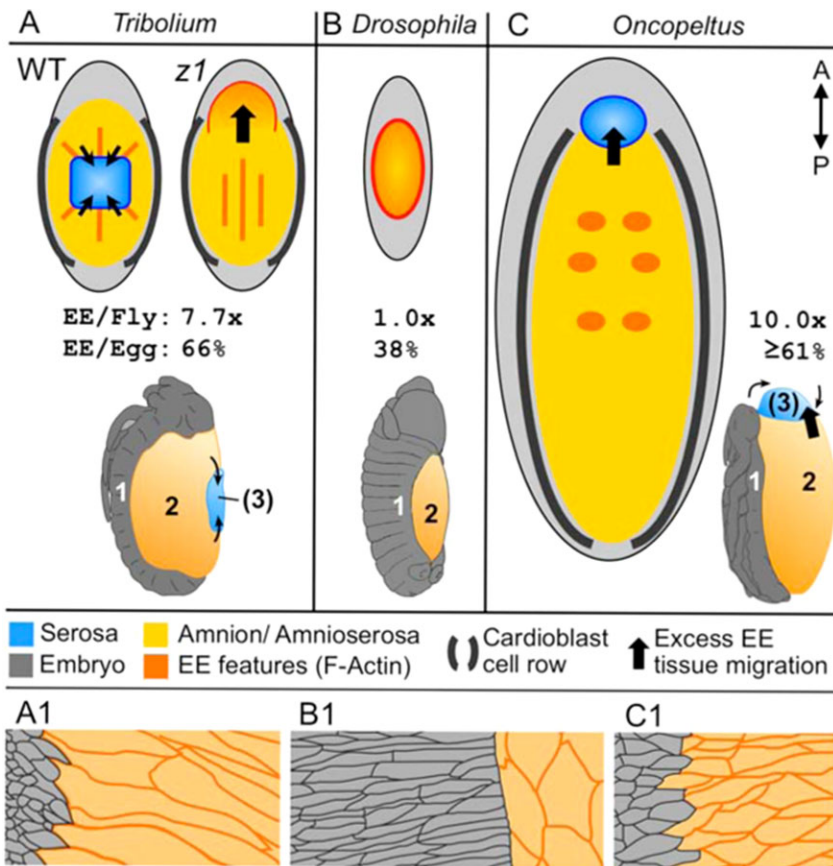 A Tribolium
B Drosophila
C Oncopeltus
WT z1
A
P
EE/Fly: 7.7x
EE/Egg: 66%
1.0x
38%
10.0x
≥61%
1 2 (3)
1 2
1 2 (3)
Serosa
Embryo
Amnion/ Amnioserosa
EE features (F-Actin)
Cardioblast
cell row
Excess EE
tissue migration
A1
B1
C1